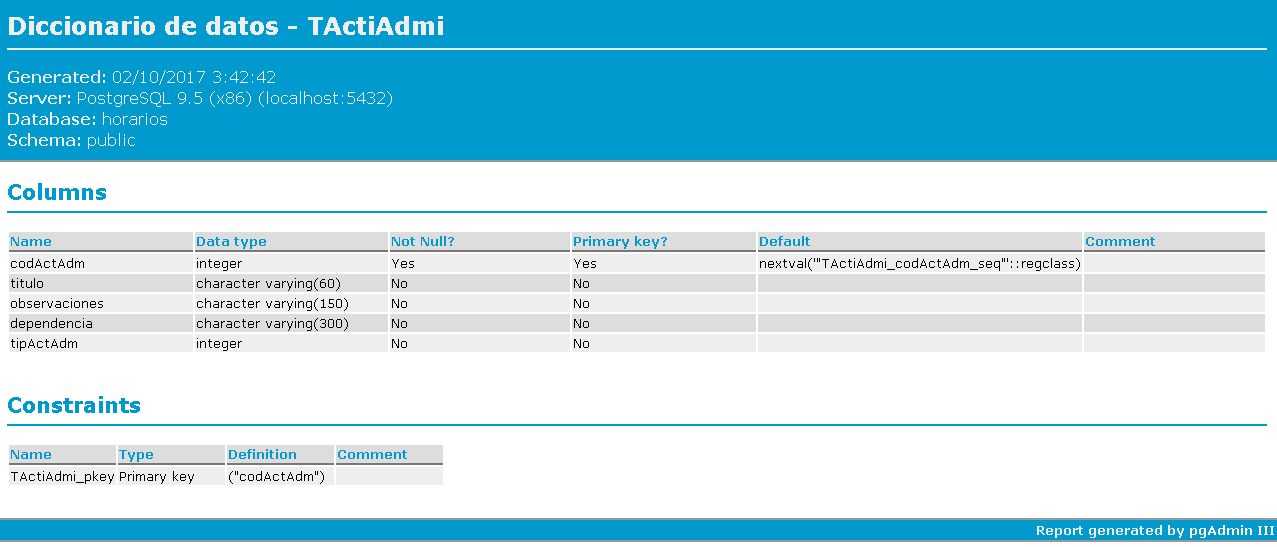 Diccionario de datos - TActiAdmi
Generated: 02/10/2017 3:42:42
Server: PostgreSQL 9.5 (x86) (localhost:5432)
Database: horarios
Schema: public
Columns
Name Data type Not Null? Primary key? Default Comment
codActAdm integer Yes Yes nextval('"TActiAdmi_codActAdm_seq"'::regclass)
titulo character varying(60) No No
observaciones character varying(150) No No
dependencia character varying(300) No No
tipActAdm integer No No
Constraints
Name Type Definition Comment
TActiAdmi_pkey Primary key ("codActAdm")
Report generated by pgAdmin III